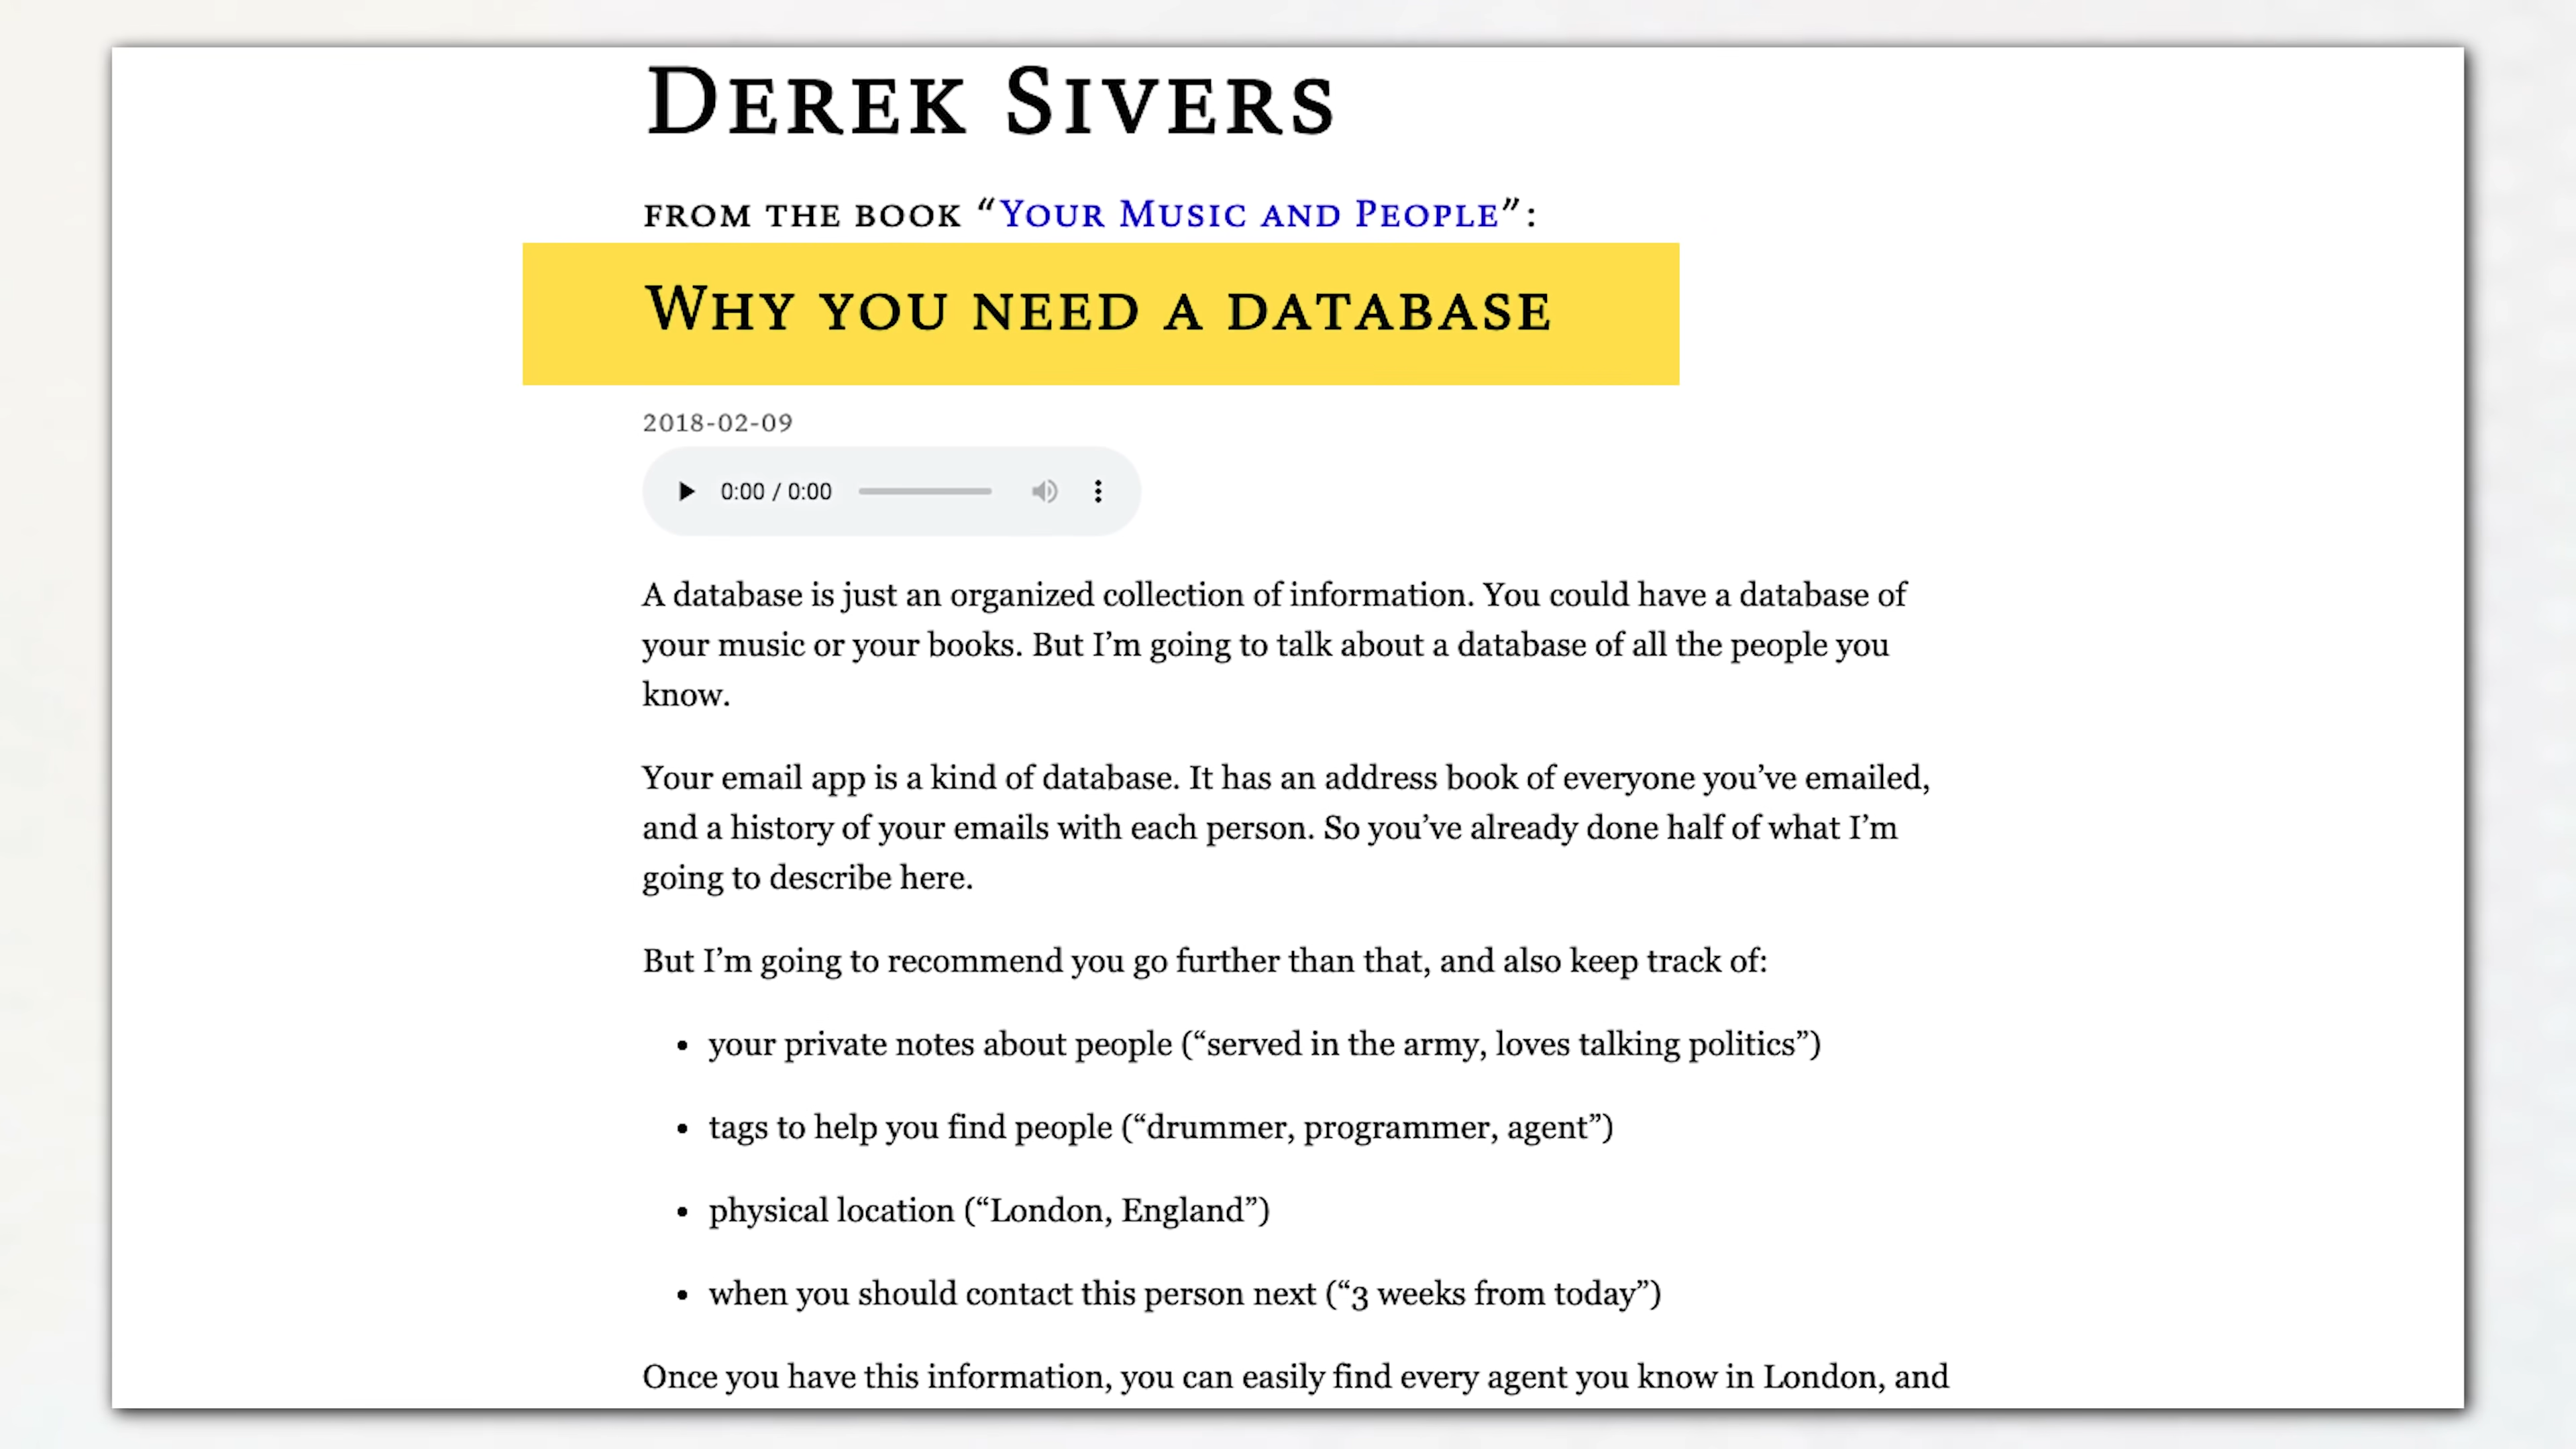 DEREK SIVERS
FROM THE BOOK “YOUR MUSIC AND PEOPLE”:
WHY YOU NEED A DATABASE
2018-02-09
0:00 / 0:00
A database is just an organized collection of information. You could have a database of
your music or your books. But I’m going to talk about a database of all the people you
know.
Your email app is a kind of database. It has an address book of everyone you’ve emailed,
and a history of your emails with each person. So you’ve already done half of what I’m
going to describe here.
But I’m going to recommend you go further than that, and also keep track of:
• your private notes about people (“served in the army, loves talking politics”)
• tags to help you find people (“drummer, programmer, agent”)
• physical location (“London, England”)
• when you should contact this person next (“3 weeks from today”)
Once you have this information, you can easily find every agent you know in London, and